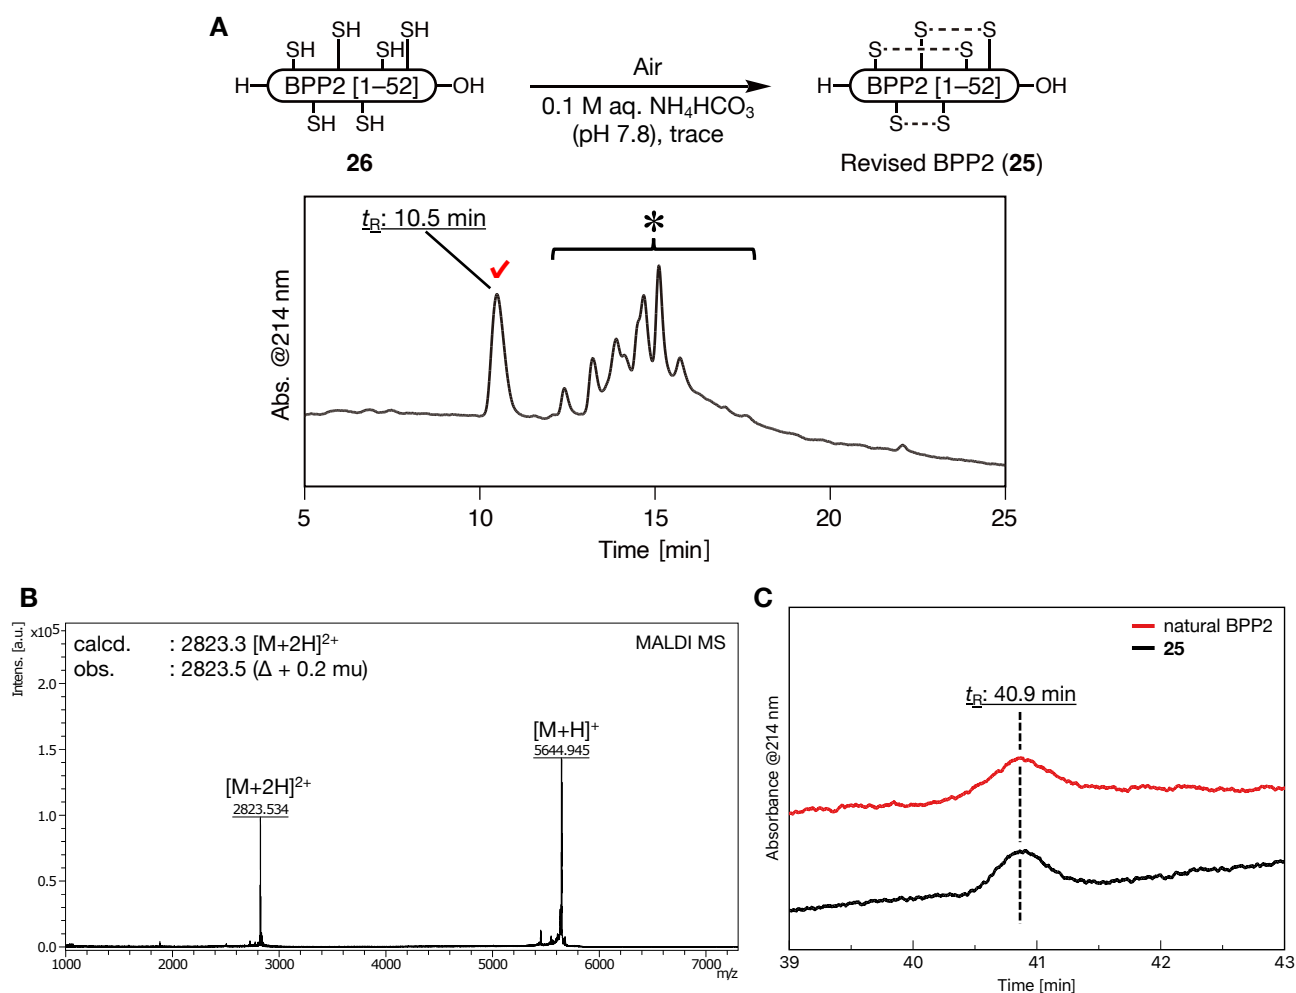 A
SH
SH
SH
SH
H
BPP2 [1–52]
OH
SH
SH
26
Air
0.1 M aq. NH₄HCO₃
(pH 7.8), trace
S
S
S
S
H
BPP2 [1–52]
OH
S
S
Revised BPP2 (25)
tR: 10.5 min
*
Abs. @214 nm
5
10
15
20
25
Time [min]
B
x10⁵
Intens. [a.u.]
calcd. : 2823.3 [M+2H]²⁺
obs. : 2823.5 (Δ + 0.2 mu)
MALDI MS
2.0
1.5
1.0
0.5
0.0
[M+2H]²⁺
2823.534
[M+H]⁺
5644.945
1000
2000
3000
4000
5000
6000
7000
m/z
C
natural BPP2
25
tR: 40.9 min
Absorbance @214 nm
39
40
41
42
43
Time [min]